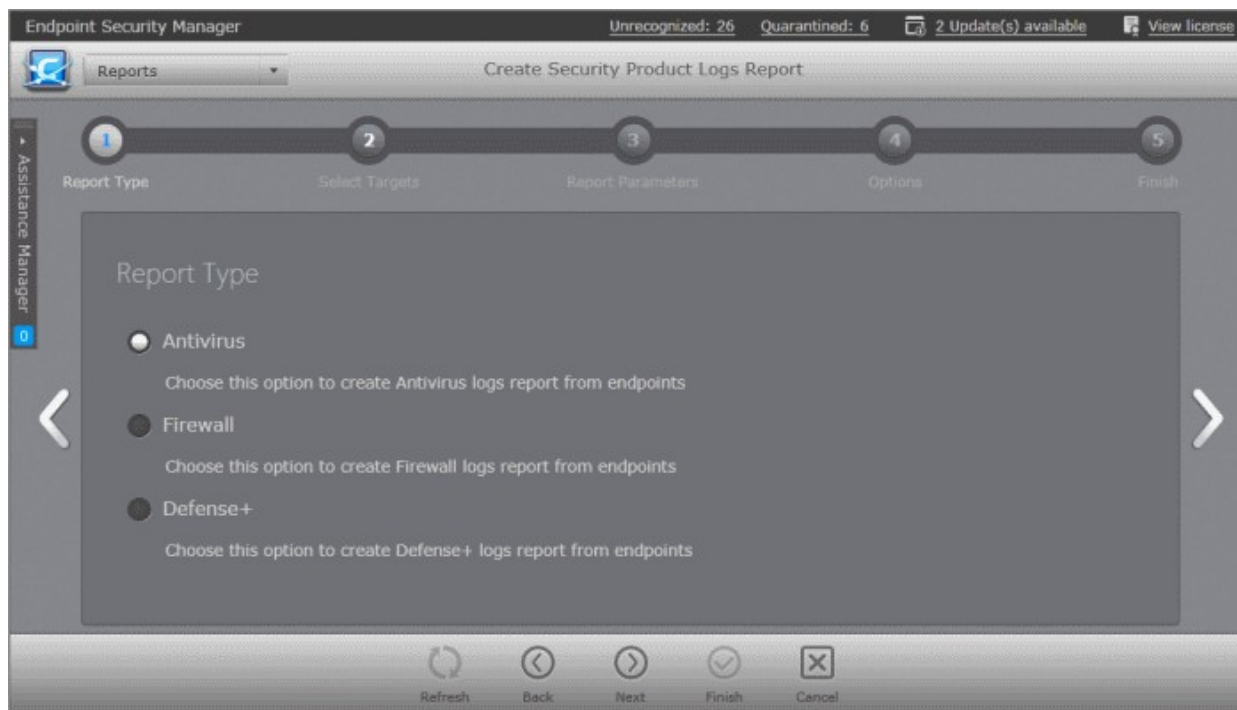 Endpoint Security Manager Unrecognized: 26 Quarantined: 6 2 Update(s) available View license
Reports Create Security Product Logs Report
1 2 3 4 5
Report Type Select Targets Report Parameters Options Finish
Assistance Manager
0
Report Type
Antivirus
Choose this option to create Antivirus logs report from endpoints
Firewall
Choose this option to create Firewall logs report from endpoints
Defense+
Choose this option to create Defense+ logs report from endpoints
Refresh Back Next Finish Cancel